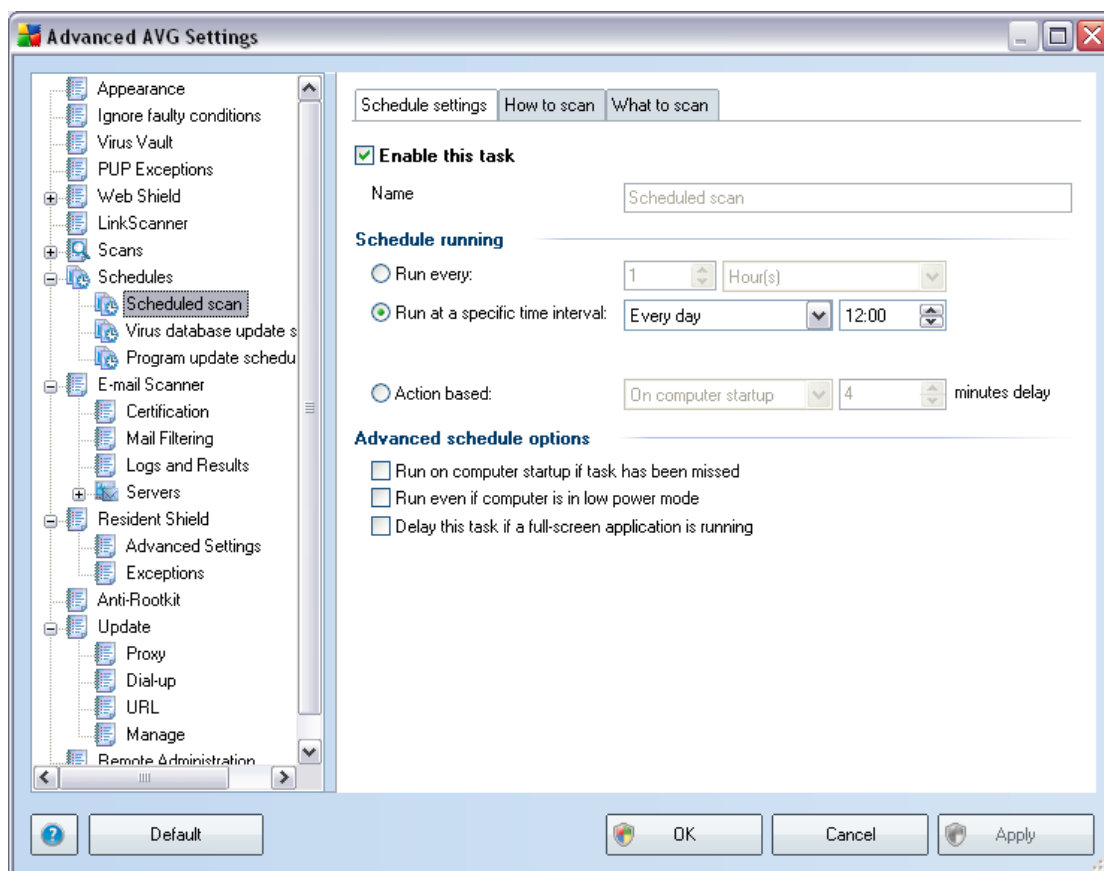 Advanced AVG Settings
Appearance
Ignore faulty conditions
Virus Vault
PUP Exceptions
Web Shield
LinkScanner
Scans
Schedules
Scheduled scan
Virus database update s
Program update schedu
E-mail Scanner
Certification
Mail Filtering
Logs and Results
Servers
Resident Shield
Advanced Settings
Exceptions
Anti-Rootkit
Update
Proxy
Dial-up
URL
Manage
Remote Administration
Schedule settings How to scan What to scan
Enable this task
Name Scheduled scan
Schedule running
Run every: 1 Hour(s)
Run at a specific time interval: Every day 12:00
Action based: On computer startup 4 minutes delay
Advanced schedule options
Run on computer startup if task has been missed
Run even if computer is in low power mode
Delay this task if a full-screen application is running
? Default OK Cancel Apply